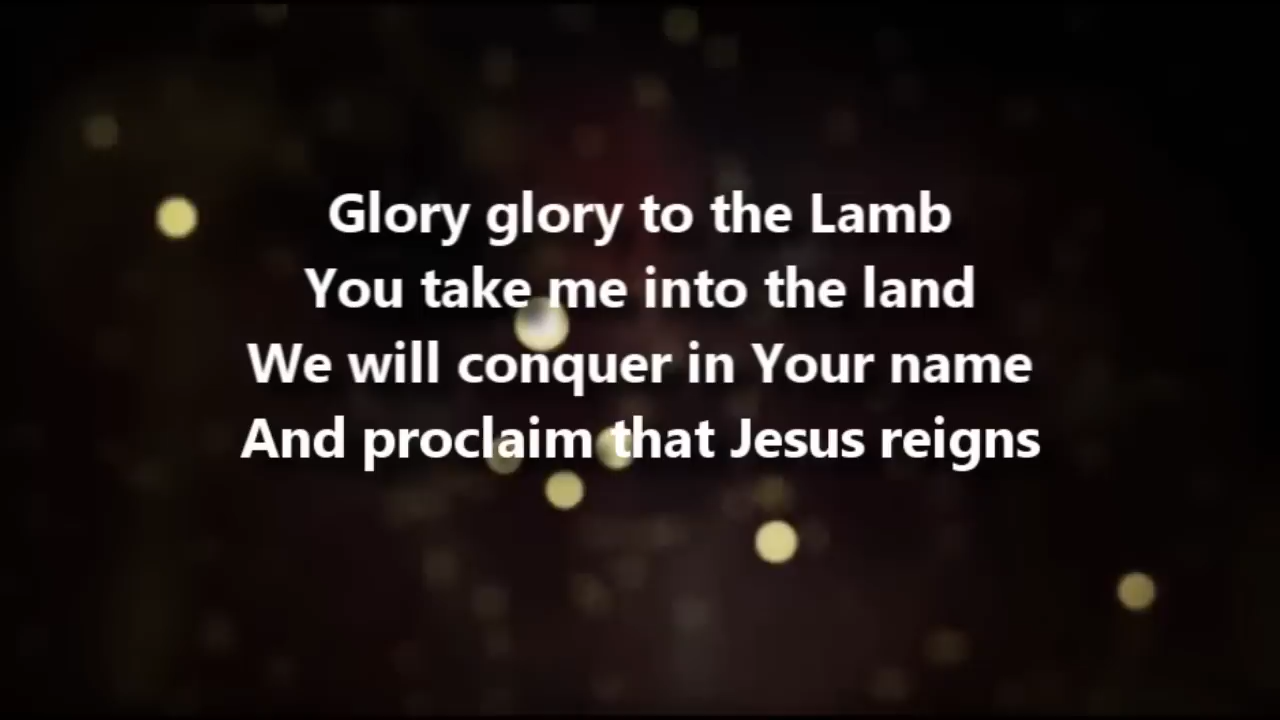 Glory glory to the Lamb
You take me into the land
We will conquer in Your name
And proclaim that Jesus reigns